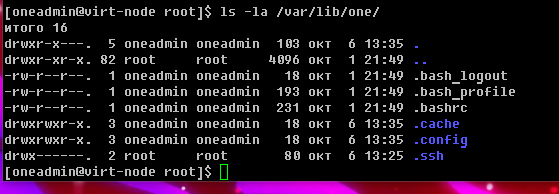 [oneadmin@virt-node root]$ ls -la /var/lib/one/
итого 16
drwxr-x---.  5 oneadmin oneadmin  103 окт  6 13:35 .
drwxr-xr-x. 82 root     root     4096 окт  1 21:49 ..
-rw-r--r--.  1 oneadmin oneadmin   18 окт  1 21:49 .bash_logout
-rw-r--r--.  1 oneadmin oneadmin  193 окт  1 21:49 .bash_profile
-rw-r--r--.  1 oneadmin oneadmin  231 окт  1 21:49 .bashrc
drwxrwxr-x.  3 oneadmin oneadmin   18 окт  6 13:35 .cache
drwxrwxr-x.  3 oneadmin oneadmin   18 окт  6 13:35 .config
drwx------.  2 root     root       80 окт  6 13:25 .ssh
[oneadmin@virt-node root]$